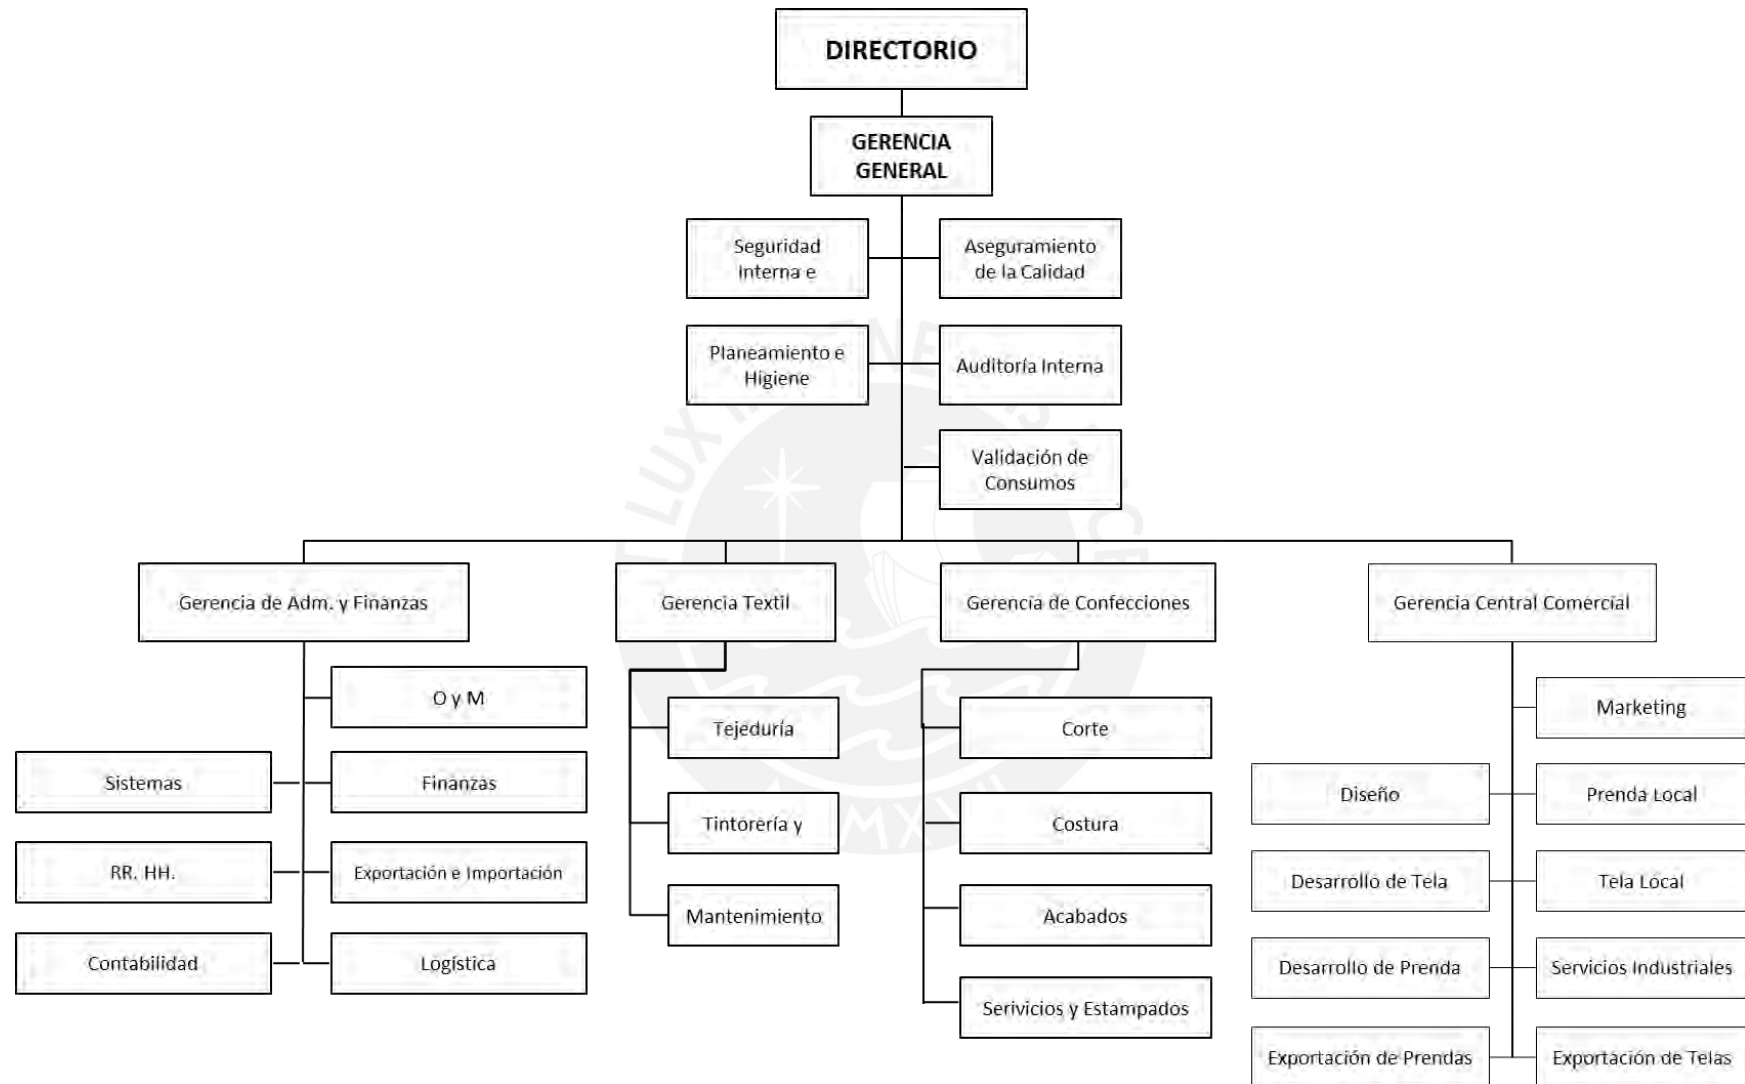 DIRECTORIO
GERENCIA
GENERAL
Seguridad
Interna e
Aseguramiento
de la Calidad
Planeamiento e
Higiene
Auditoría Interna
Validación de
Consumos
Gerencia de Adm. y Finanzas
Gerencia Textil
Gerencia de Confecciones
Gerencia Central Comercial
O y M
Sistemas
Finanzas
RR. HH.
Exportación e Importación
Contabilidad
Logística
Tejeduría
Tintorería y
Mantenimiento
Corte
Costura
Acabados
Serivicios y Estampados
Marketing
Diseño
Prenda Local
Desarrollo de Tela
Tela Local
Desarrollo de Prenda
Servicios Industriales
Exportación de Prendas
Exportación de Telas